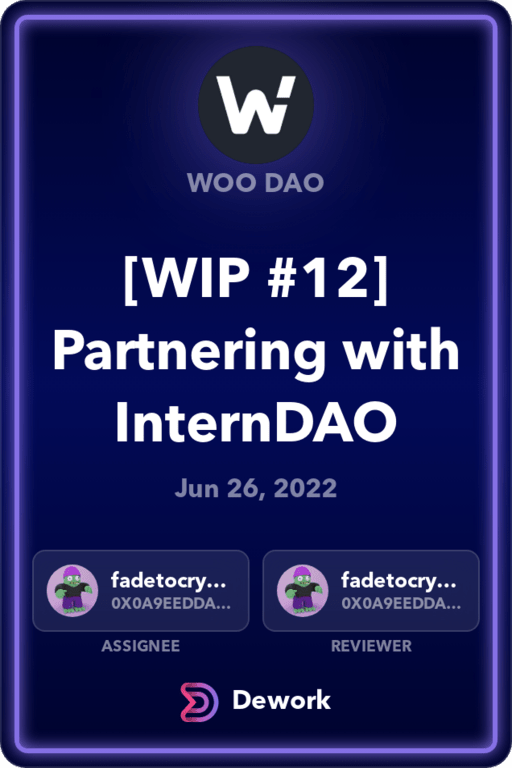 WOO DAO
[WIP #12]
Partnering with
InternDAO
Jun 26, 2022
fadetocry...
0X0A9EEDDA...
ASSIGNEE
fadetocry...
0X0A9EEDDA...
REVIEWER
Dework